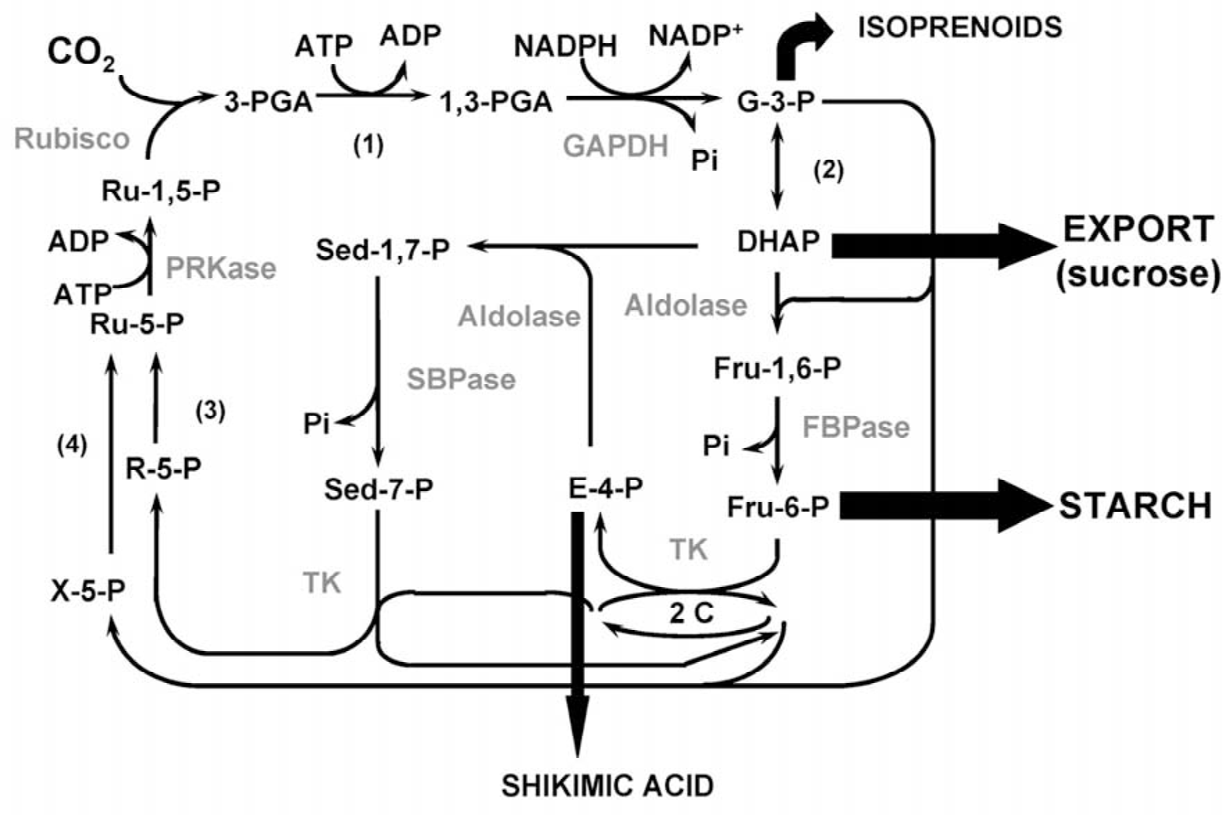 ISOPRENOIDS
CO2
ATP
ADP
NADPH
NADP+
3-PGA
1,3-PGA
G-3-P
Rubisco
(1)
GAPDH
Pi
(2)
Ru-1,5-P
ADP
PRKase
ATP
Ru-5-P
Sed-1,7-P
DHAP
EXPORT
(sucrose)
Aldolase
Aldolase
SBPase
Fru-1,6-P
Pi
FBPase
Pi
(3)
(4)
R-5-P
Sed-7-P
E-4-P
Fru-6-P
STARCH
TK
TK
X-5-P
2 C
SHIKIMIC ACID